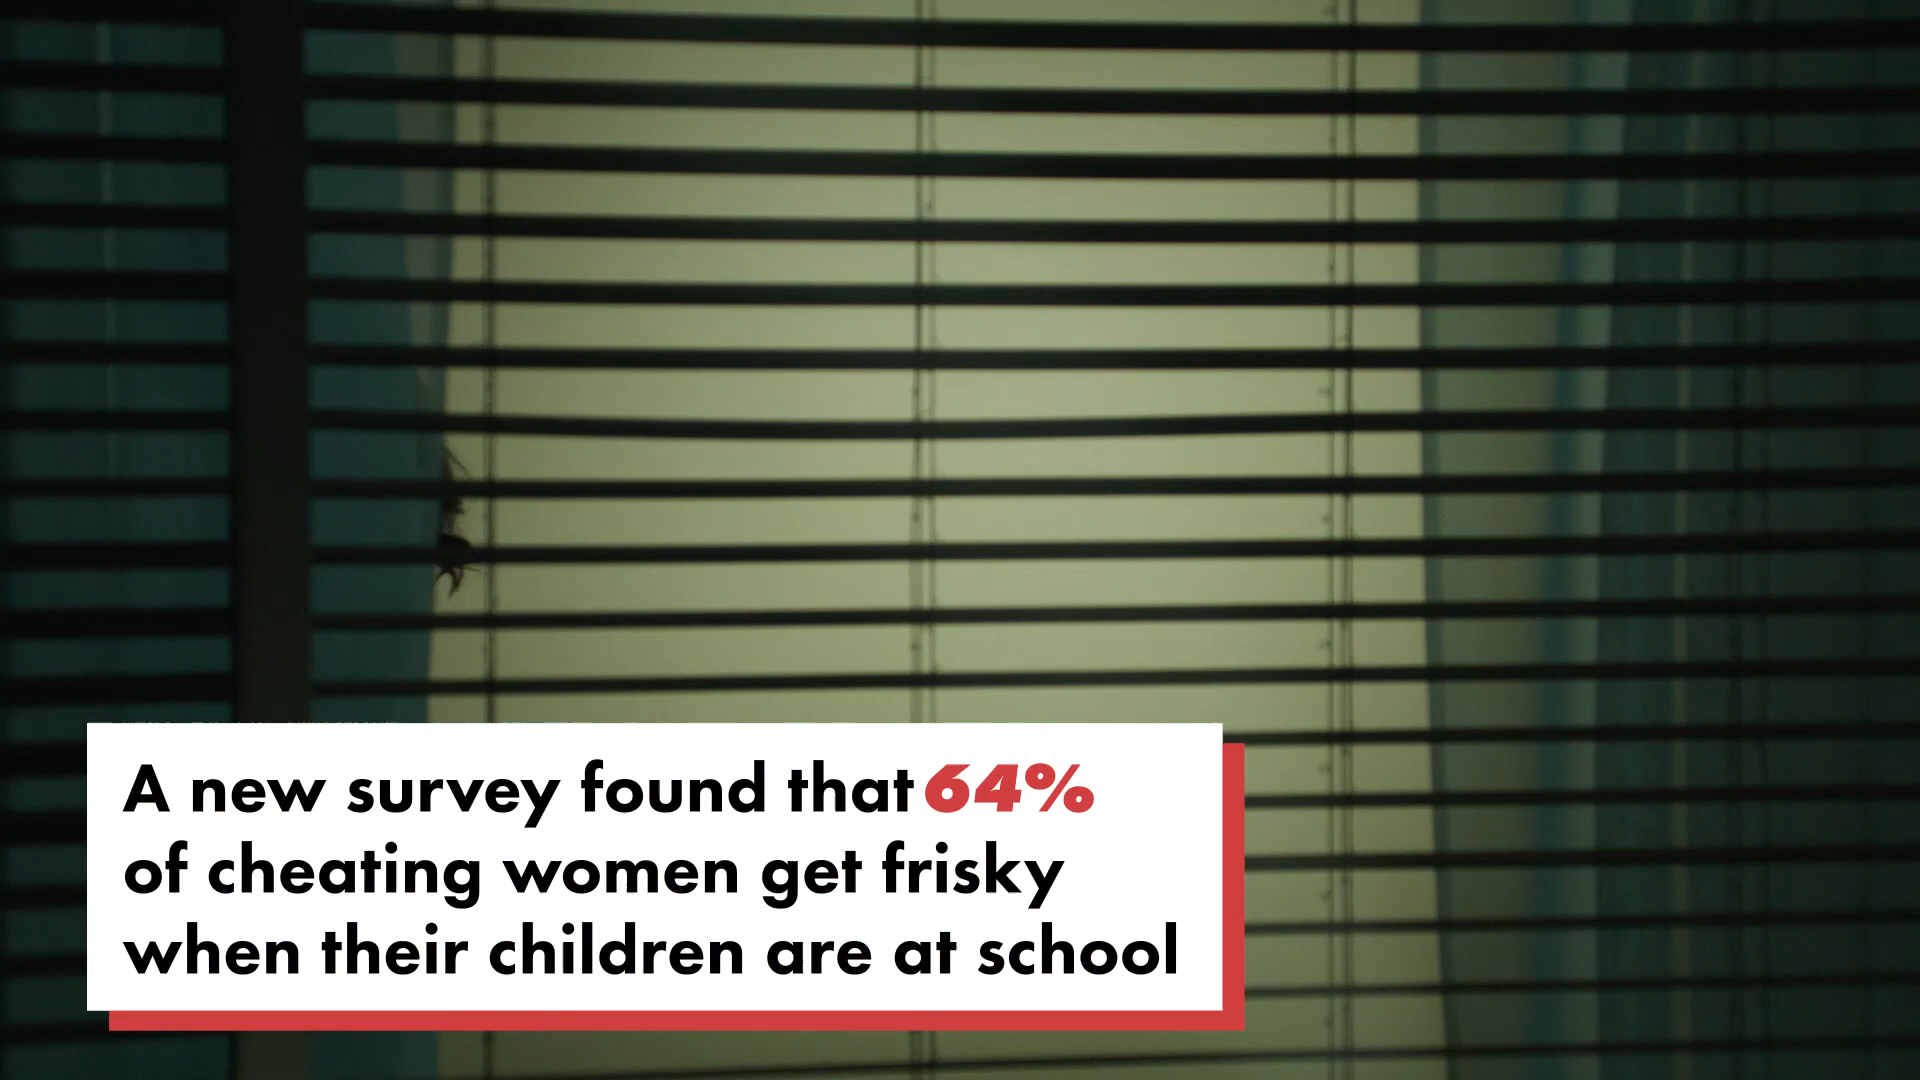 A new survey found that 64%
of cheating women get frisky
when their children are at school